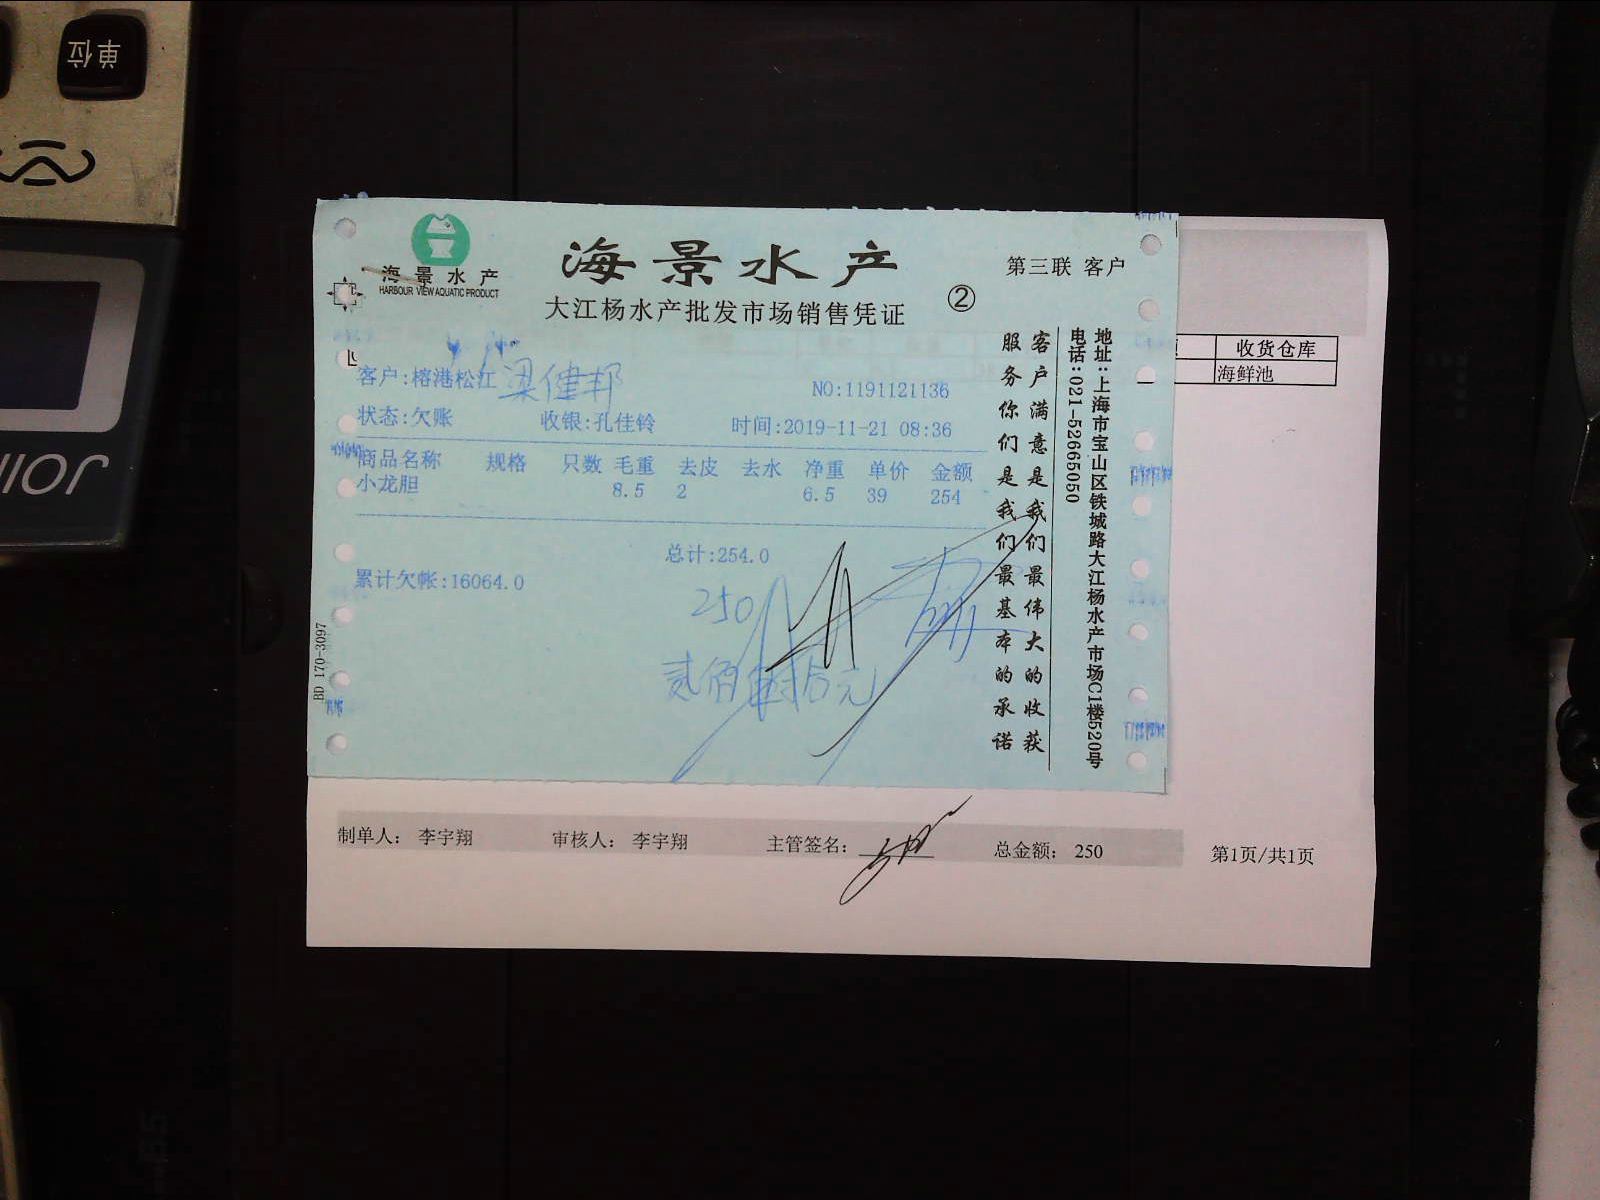 单位
海景水产
HARBOUR VIEW AQUATIC PRODUCT
海景水产
第三联 客户
大江杨水产批发市场销售凭证 ②
客户:榕港松江 梁健邦
NO:1191121136
状态:欠账 收银:孔佳铃 时间:2019-11-21 08:36
商品名称 规格 只数 毛重 去皮 去水 净重 单价 金额
小龙胆 8.5 2 6.5 39 254
总计:254.0
累计欠帐:16064.0
250
贰佰 拾元
客户满意是我们最伟大的收获
服务你们是我们最基本的承诺
地址:上海市宝山区铁城路大江杨水产市场C1楼520号
电话:021-52665050
BD 170-3097
收货仓库
海鲜池
制单人: 李宇翔 审核人: 李宇翔 主管签名: 总金额: 250 第1页/共1页